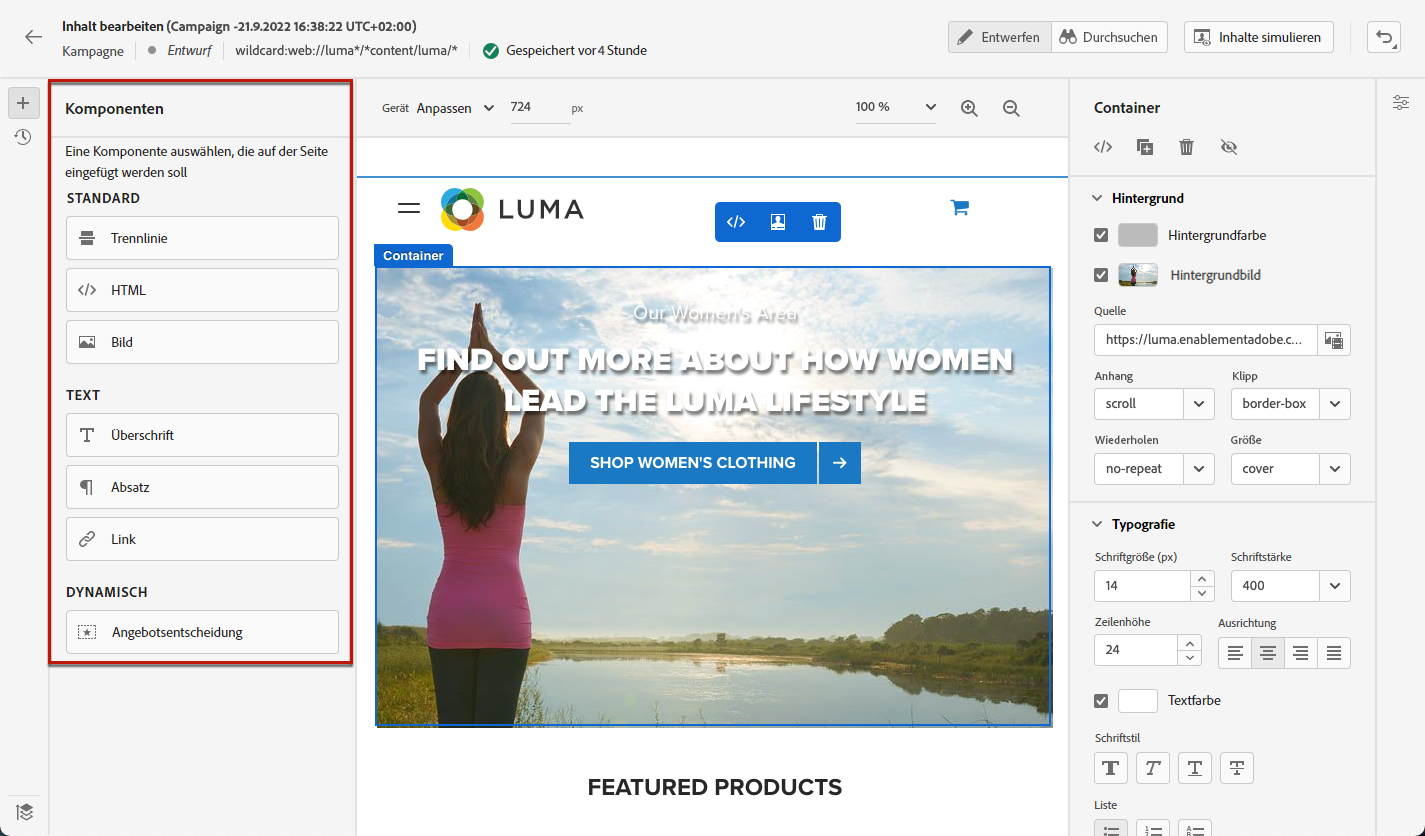 Inhalt bearbeiten (Campaign -21.9.2022 16:38:22 UTC+02:00)
Kampagne
Entwurf
wildcard:web://luma*/*content/luma/*
Gespeichert vor 4 Stunde
Entwerfen
Durchsuchen
Inhalte simulieren
Komponenten
Eine Komponente auswählen, die auf der Seite
eingefügt werden soll
STANDARD
Trennlinie
HTML
Bild
TEXT
Überschrift
Absatz
Link
DYNAMISCH
Angebotsentscheidung
Gerät Anpassen 724 px
100 %
LUMA
Container
Our Women's Area
FIND OUT MORE ABOUT HOW WOMEN
LEAD THE LUMA LIFESTYLE
SHOP WOMEN'S CLOTHING
FEATURED PRODUCTS
Container
Hintergrund
Hintergrundfarbe
Hintergrundbild
Quelle
https://luma.enablementadobe.c...
Anhang Klipp
scroll border-box
Wiederholen Größe
no-repeat cover
Typografie
Schriftgröße (px) Schriftstärke
14 400
Zeilenhöhe Ausrichtung
24
Textfarbe
Schriftstil
Liste